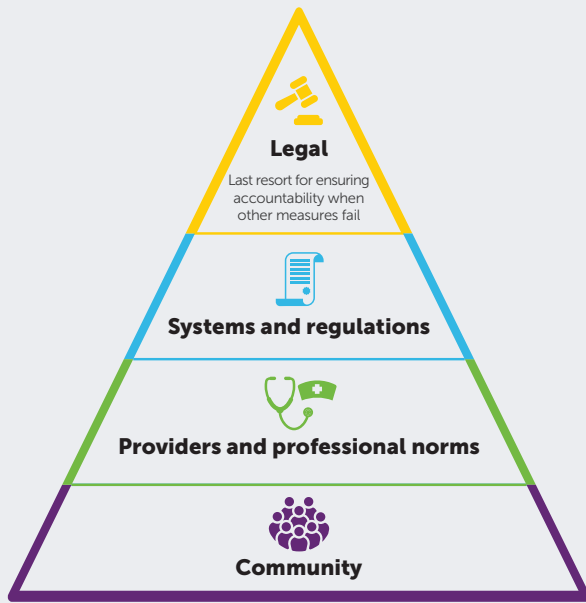 Legal
Last resort for ensuring
accountability when
other measures fail
Systems and regulations
Providers and professional norms
Community